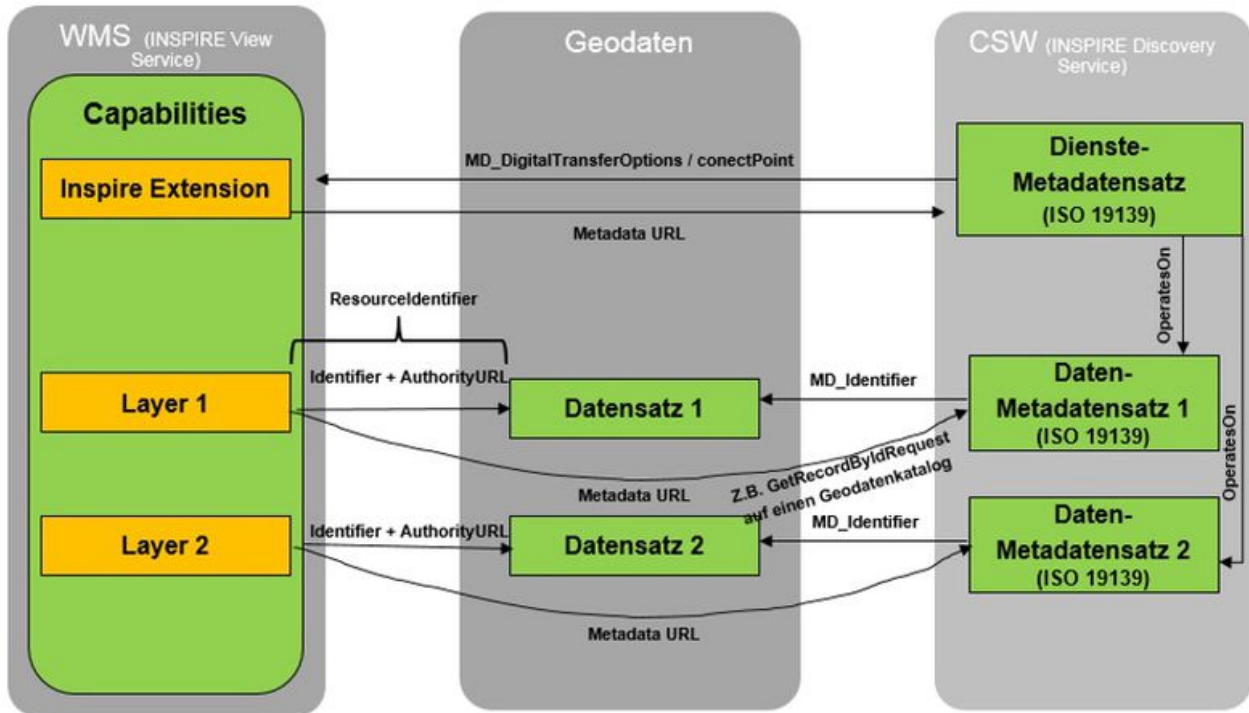 WMS (INSPIRE View
Service)
Geodaten
CSW (INSPIRE Discovery
Service)
Capabilities
Inspire Extension
MD_DigitalTransferOptions / conectPoint
Metadata URL
Dienste-
Metadatensatz
(ISO 19139)
OperatesOn
OperatesOn
ResourceIdentifier
Identifier + AuthorityURL
Layer 1
Datensatz 1
MD_Identifier
Daten-
Metadatensatz 1
(ISO 19139)
Metadata URL
Z.B. GetRecordByIdRequest
auf einen Geodatenkatalog
Identifier + AuthorityURL
Layer 2
Datensatz 2
MD_Identifier
Daten-
Metadatensatz 2
(ISO 19139)
Metadata URL